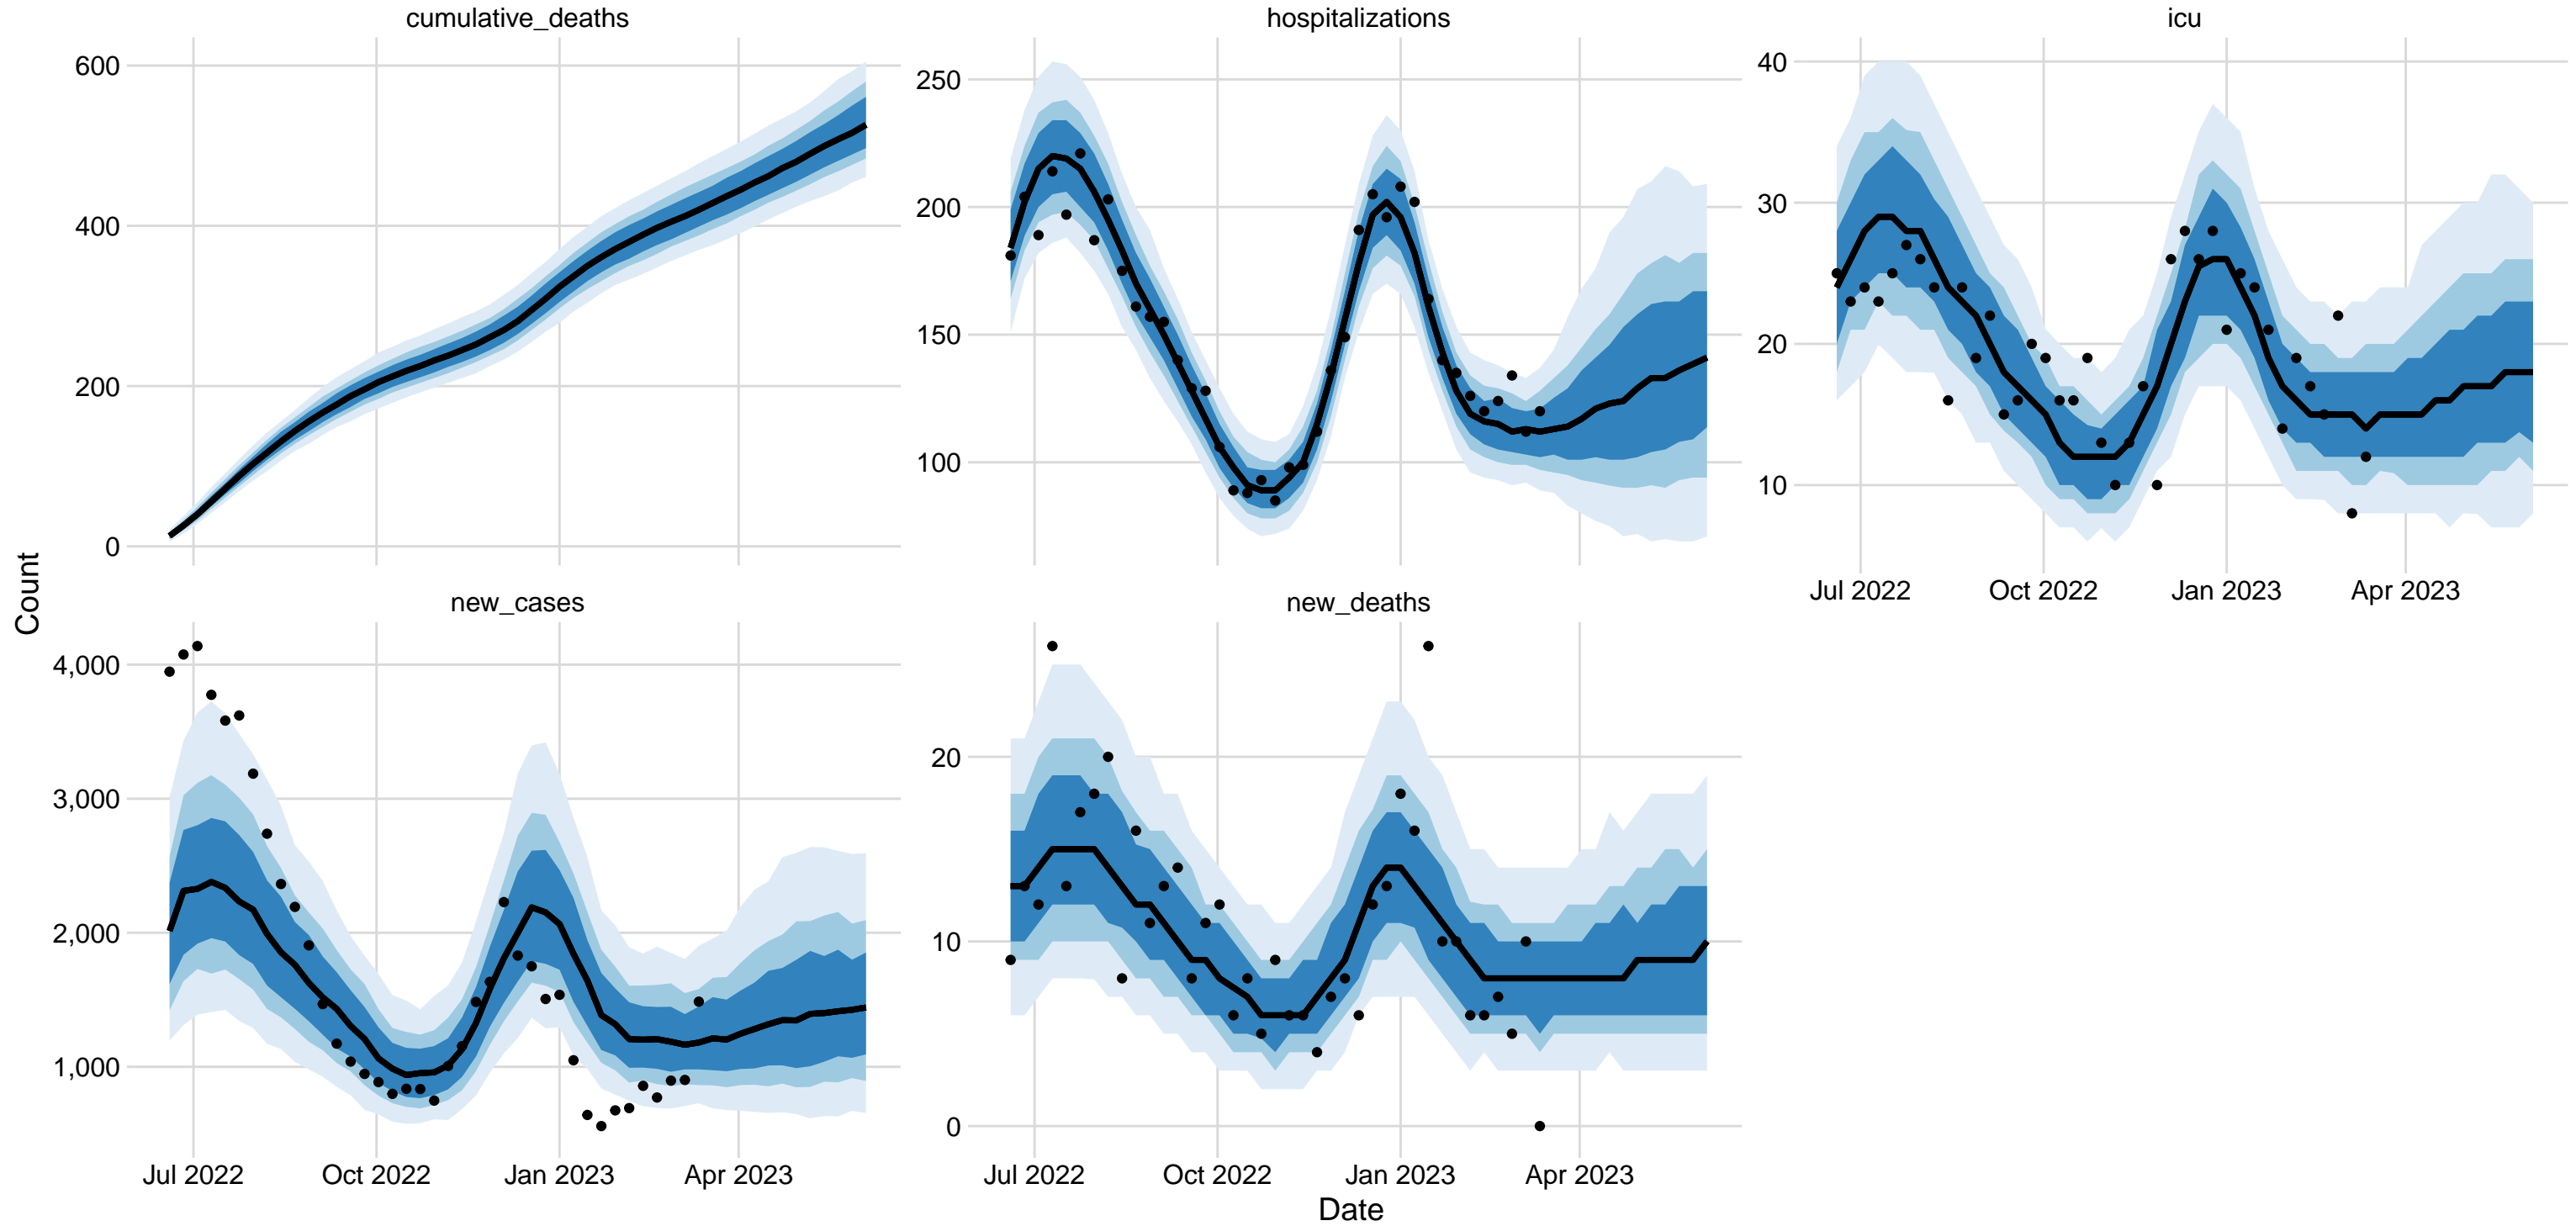 cumulative_deaths
600
400
200
0
hospitalizations
250
200
150
100
icu
40
30
20
10
Jul 2022 Oct 2022 Jan 2023 Apr 2023
Count
new_cases
4,000
3,000
2,000
1,000
Jul 2022 Oct 2022 Jan 2023 Apr 2023
new_deaths
20
10
0
Jul 2022 Oct 2022 Jan 2023 Apr 2023
Date